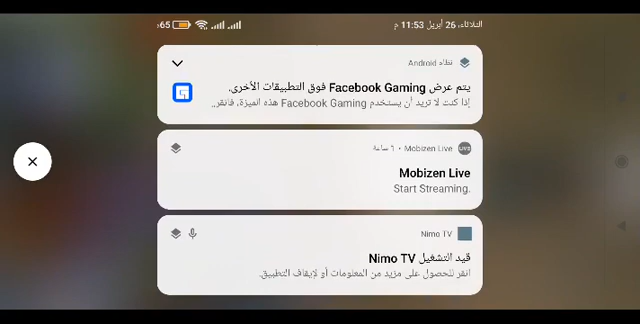 الثلاثاء، 26 أبريل 11:53 م
65
نظام Android
يتم عرض Facebook Gaming فوق التطبيقات الأخرى.
إذا كنت لا تريد أن يستخدم Facebook Gaming هذه الميزة، فانقر..
Mobizen Live • ٦ ساعة
LIVE
Mobizen Live
Start Streaming.
Nimo TV
Nimo TV قيد التشغيل
انقر للحصول على مزيد من المعلومات أو لإيقاف التطبيق.